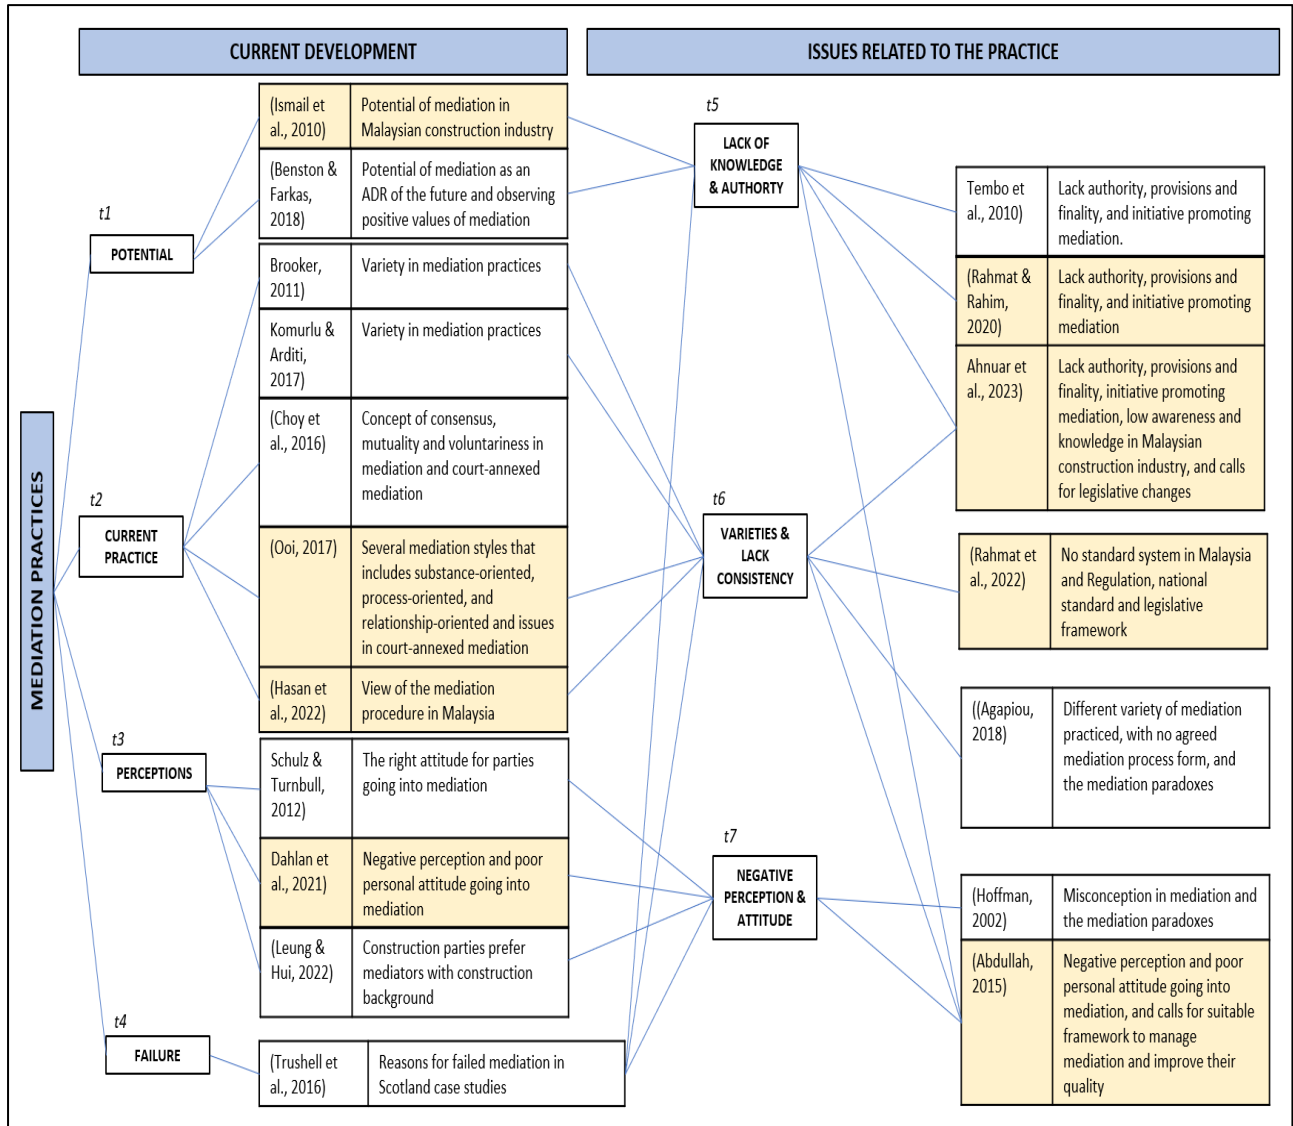 CURRENT DEVELOPMENT
ISSUES RELATED TO THE PRACTICE
MEDIATION PRACTICES
t1
POTENTIAL
t2
CURRENT
PRACTICE
t3
PERCEPTIONS
t4
FAILURE
(Ismail et
al., 2010)
Potential of mediation in
Malaysian construction industry
(Benston &
Farkas,
2018)
Potential of mediation as an
ADR of the future and observing
positive values of mediation
Brooker,
2011)
Variety in mediation practices
Komurlu &
Arditi,
2017)
Variety in mediation practices
(Choy et
al., 2016)
Concept of consensus,
mutuality and voluntariness in
mediation and court-annexed
mediation
(Ooi, 2017)
Several mediation styles that
includes substance-oriented,
process-oriented, and
relationship-oriented and issues
in court-annexed mediation
(Hasan et
al., 2022)
View of the mediation
procedure in Malaysia
Schulz &
Turnbull,
2012)
The right attitude for parties
going into mediation
Dahlan et
al., 2021)
Negative perception and poor
personal attitude going into
mediation
(Leung &
Hui, 2022)
Construction parties prefer
mediators with construction
background
(Trushell et
al., 2016)
Reasons for failed mediation in
Scotland case studies
t5
LACK OF
KNOWLEDGE
& AUTHORTY
t6
VARIETIES &
LACK
CONSISTENCY
t7
NEGATIVE
PERCEPTION &
ATTITUDE
Tembo et
al., 2010)
Lack authority, provisions and
finality, and initiative promoting
mediation.
(Rahmat &
Rahim,
2020)
Lack authority, provisions and
finality, and initiative promoting
mediation
Ahnuar et
al., 2023)
Lack authority, provisions and
finality, initiative promoting
mediation, low awareness and
knowledge in Malaysian
construction industry, and calls
for legislative changes
(Rahmat et
al., 2022)
No standard system in Malaysia
and Regulation, national
standard and legislative
framework
((Agapiou,
2018)
Different variety of mediation
practiced, with no agreed
mediation process form, and
the mediation paradoxes
(Hoffman,
2002)
Misconception in mediation and
the mediation paradoxes
(Abdullah,
2015)
Negative perception and poor
personal attitude going into
mediation, and calls for suitable
framework to manage
mediation and improve their
quality